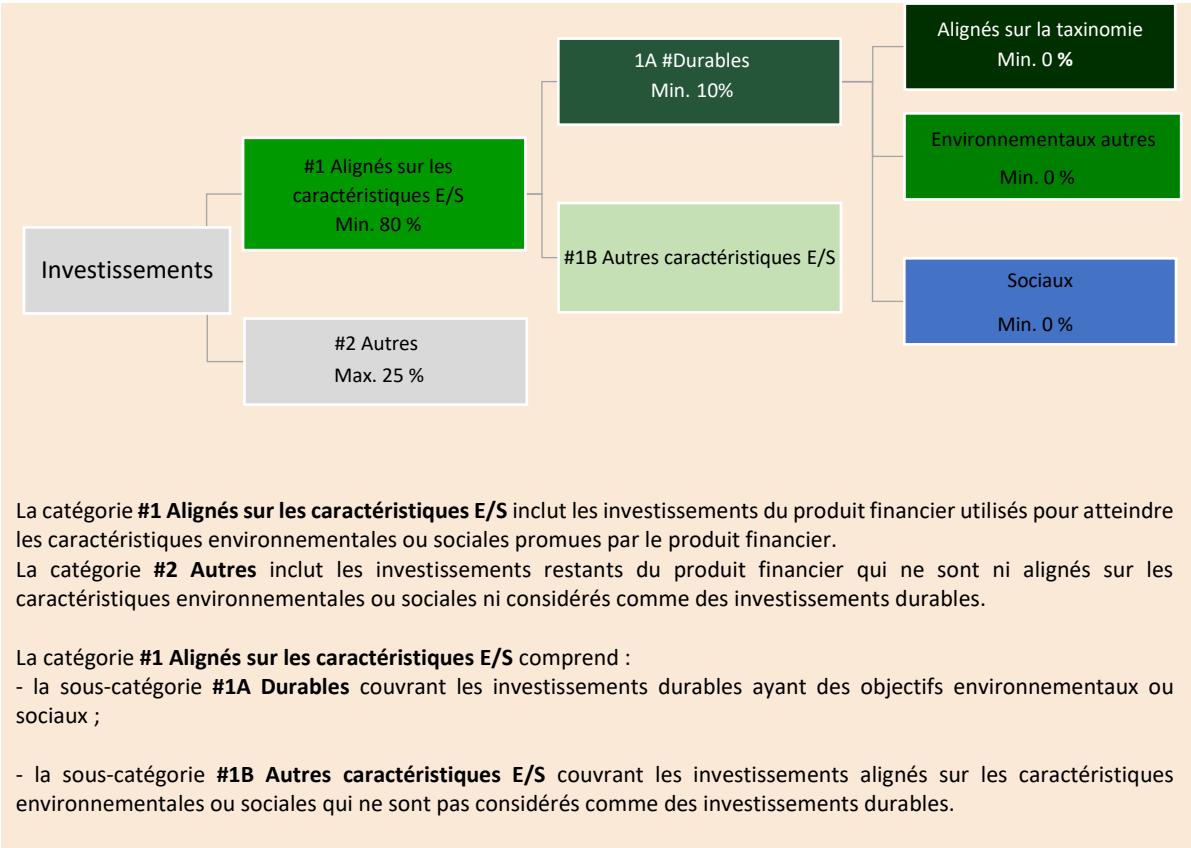 Investissements
#1 Alignés sur les
caractéristiques E/S
Min. 80 %
#2 Autres
Max. 25 %
1A #Durables
Min. 10%
#1B Autres caractéristiques E/S
Alignés sur la taxinomie
Min. 0 %
Environnementaux autres
Min. 0 %
Sociaux
Min. 0 %
La catégorie #1 Alignés sur les caractéristiques E/S inclut les investissements du produit financier utilisés pour atteindre
les caractéristiques environnementales ou sociales promues par le produit financier.
La catégorie #2 Autres inclut les investissements restants du produit financier qui ne sont ni alignés sur les
caractéristiques environnementales ou sociales ni considérés comme des investissements durables.
La catégorie #1 Alignés sur les caractéristiques E/S comprend :
- la sous-catégorie #1A Durables couvrant les investissements durables ayant des objectifs environnementaux ou
sociaux ;
- la sous-catégorie #1B Autres caractéristiques E/S couvrant les investissements alignés sur les caractéristiques
environnementales ou sociales qui ne sont pas considérés comme des investissements durables.